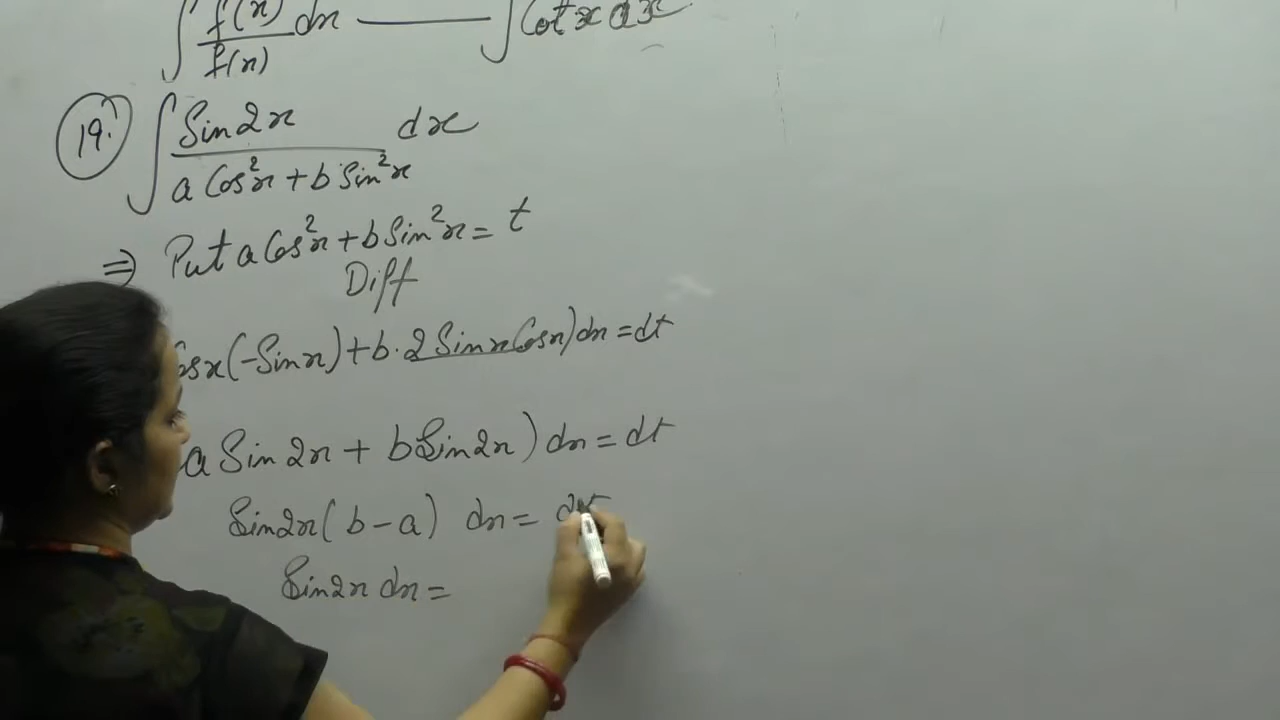 ∫ f'(x)/f(x) dx —— ∫ Cot x dx
19. ∫ Sin2x / (a Cos²x + b Sin²x) dx
⇒ Put a Cos²x + b Sin²x = t
Diff
osx(-Sinx) + b · 2 Sinx Cosx) dx = dt
a Sin2x + b Sin2x) dx = dt
Sin2x ( b - a ) dx = dt
Sin2x dx =